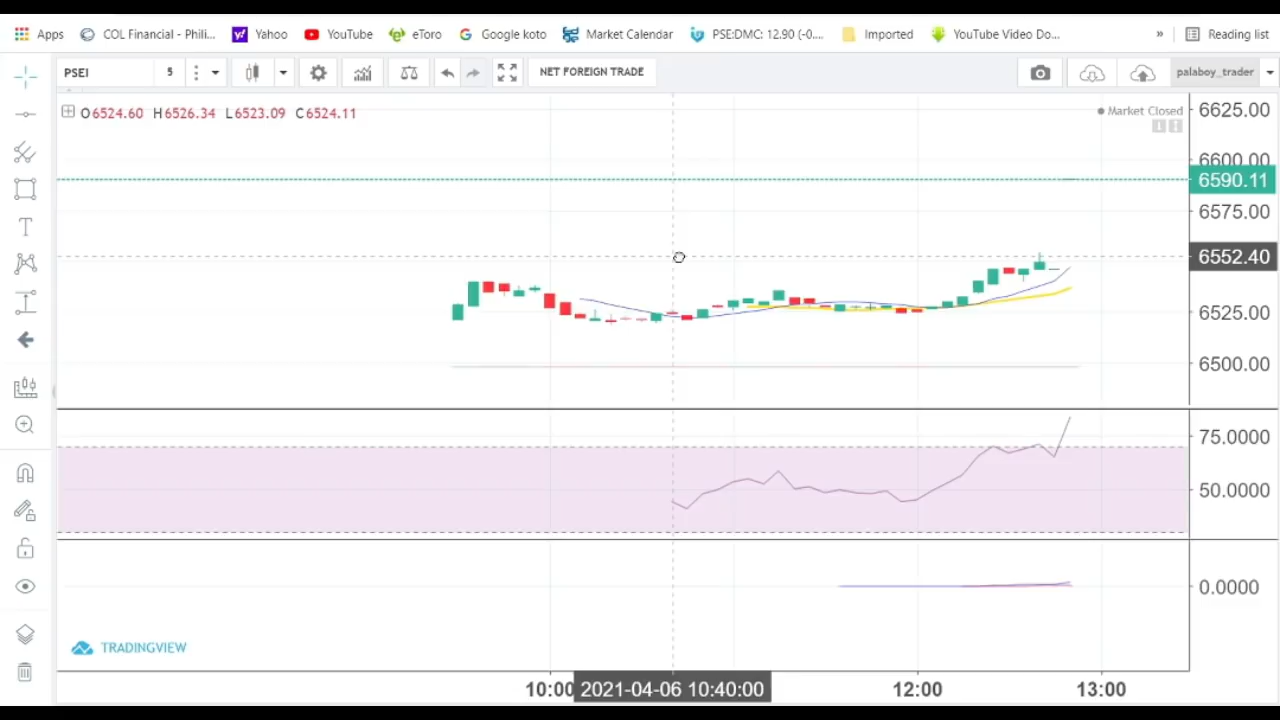 Apps COL Financial - Phili... Yahoo YouTube eToro Google koto Market Calendar PSE:DMC: 12.90 (-0.... Imported YouTube Video Do... » Reading list
PSEI 5 NET FOREIGN TRADE palaboy_trader
O6524.60 H6526.34 L6523.09 C6524.11
Market Closed
6625.00
6600.00
6590.11
6575.00
6552.40
6525.00
6500.00
75.0000
50.0000
0.0000
TRADINGVIEW
10:00 2021-04-06 10:40:00 12:00 13:00